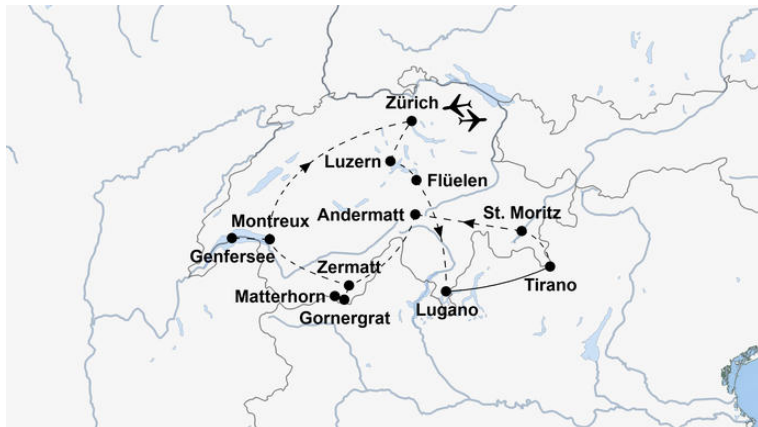 Zürich
Luzern
Flüelen
Andermatt
St. Moritz
Montreux
Genfersee
Zermatt
Matterhorn
Gornergrat
Lugano
Tirano